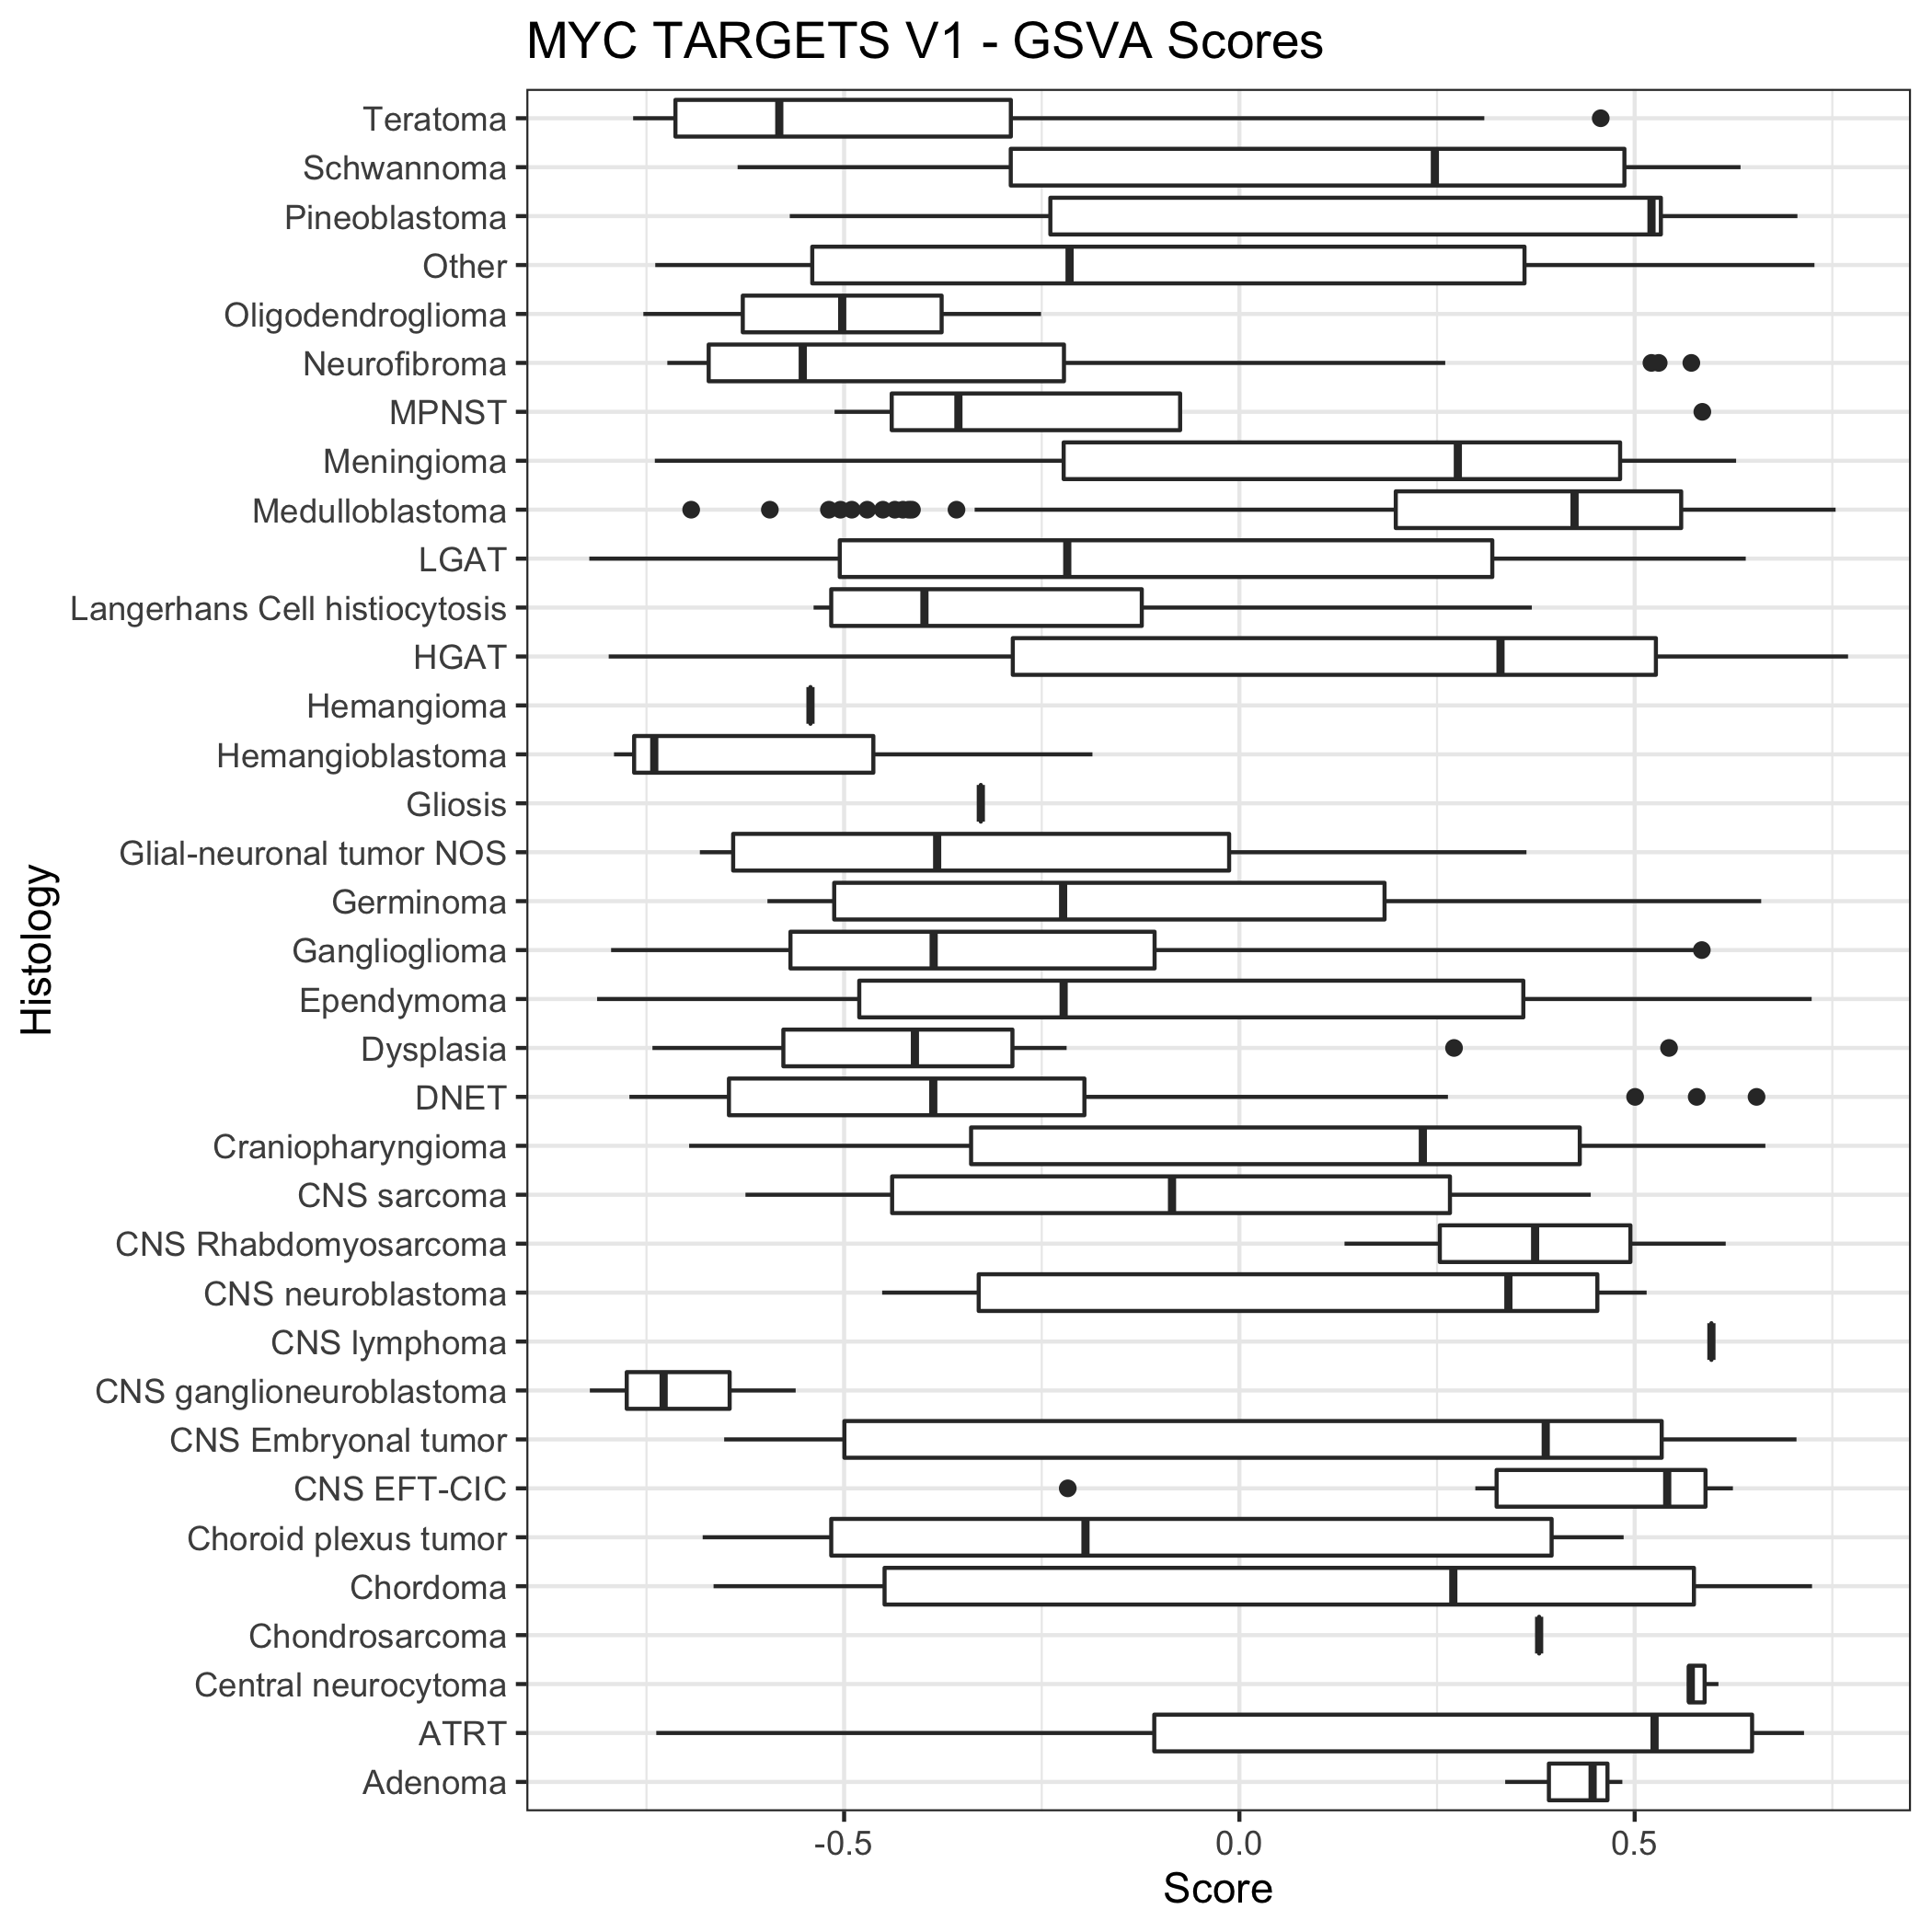 MYC TARGETS V1 - GSVA Scores
Teratoma
Schwannoma
Pineoblastoma
Other
Oligodendroglioma
Neurofibroma
MPNST
Meningioma
Medulloblastoma
LGAT
Langerhans Cell histiocytosis
HGAT
Hemangioma
Hemangioblastoma
Gliosis
Glial-neuronal tumor NOS
Germinoma
Ganglioglioma
Ependymoma
Dysplasia
DNET
Craniopharyngioma
CNS sarcoma
CNS Rhabdomyosarcoma
CNS neuroblastoma
CNS lymphoma
CNS ganglioneuroblastoma
CNS Embryonal tumor
CNS EFT-CIC
Choroid plexus tumor
Chordoma
Chondrosarcoma
Central neurocytoma
ATRT
Adenoma
Histology
-0.5 0.0 0.5
Score